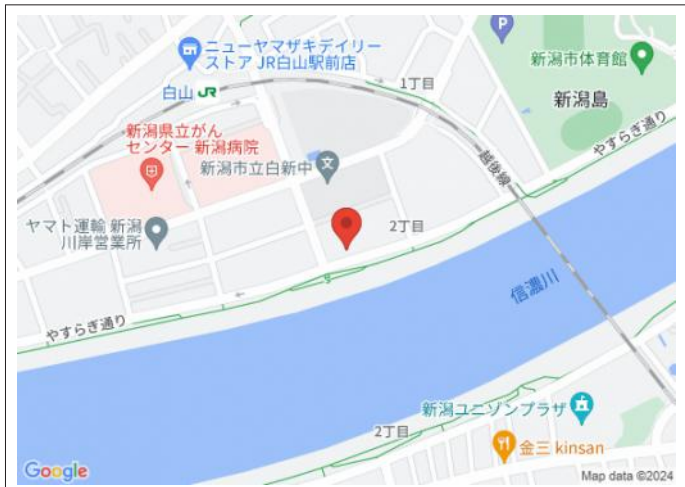 ニューヤマザキデイリー
ストア JR白山駅前店
P
新潟市体育館
白山 JR
1丁目
新潟島
新潟県立がん
センター 新潟病院
新潟市立白新中
文
越後線
やすらぎ通り
ヤマト運輸 新潟
川岸営業所
2丁目
信濃川
やすらぎ通り
新潟ユニゾンプラザ
2丁目
金三 kinsan
Google
Map data ©2024